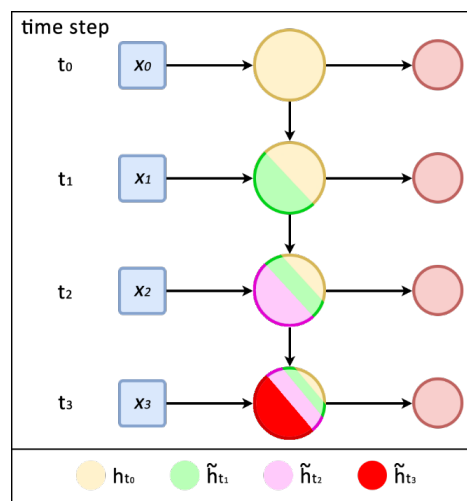 time step
t₀ x₀
t₁ x₁
t₂ x₂
t₃ x₃
hₜ₀ h̃ₜ₁ h̃ₜ₂ h̃ₜ₃